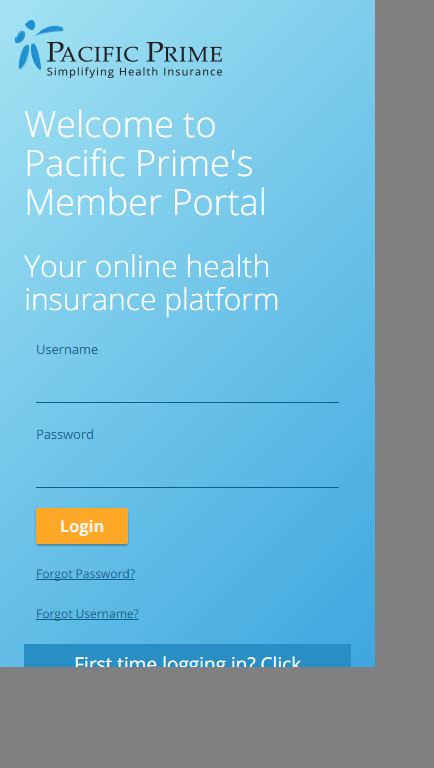 PACIFIC PRIME
Simplifying Health Insurance
Welcome to
Pacific Prime's
Member Portal
Your online health
insurance platform
Username
Password
Login
Forgot Password?
Forgot Username?
First time logging in? Click